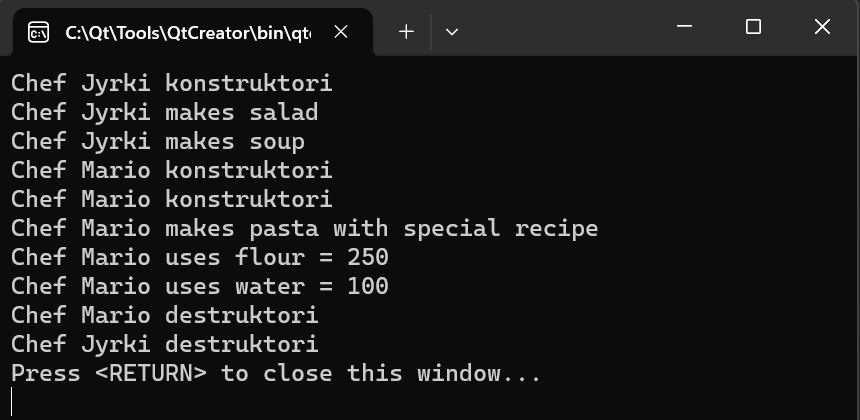 C:\Qt\Tools\QtCreator\bin\qt
Chef Jyrki konstruktori
Chef Jyrki makes salad
Chef Jyrki makes soup
Chef Mario konstruktori
Chef Mario konstruktori
Chef Mario makes pasta with special recipe
Chef Mario uses flour = 250
Chef Mario uses water = 100
Chef Mario destruktori
Chef Jyrki destruktori
Press <RETURN> to close this window...